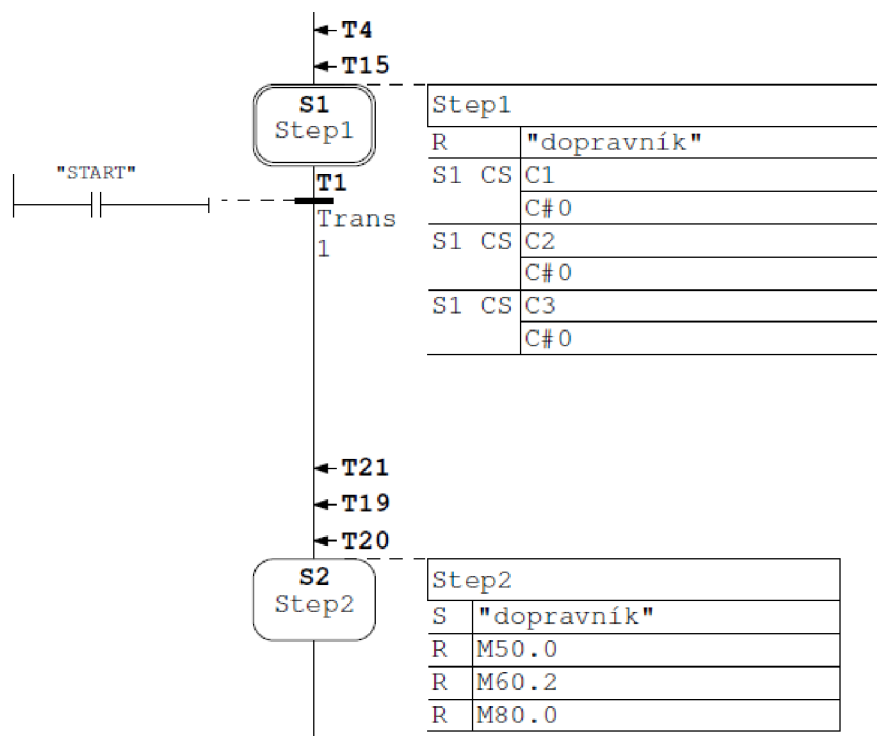 T4
T15
S1
Step1
Step1
R "dopravník"
S1 CS C1
C#0
S1 CS C2
C#0
S1 CS C3
C#0
"START"
T1
Trans
1
T21
T19
T20
S2
Step2
Step2
S "dopravník"
R M50.0
R M60.2
R M80.0